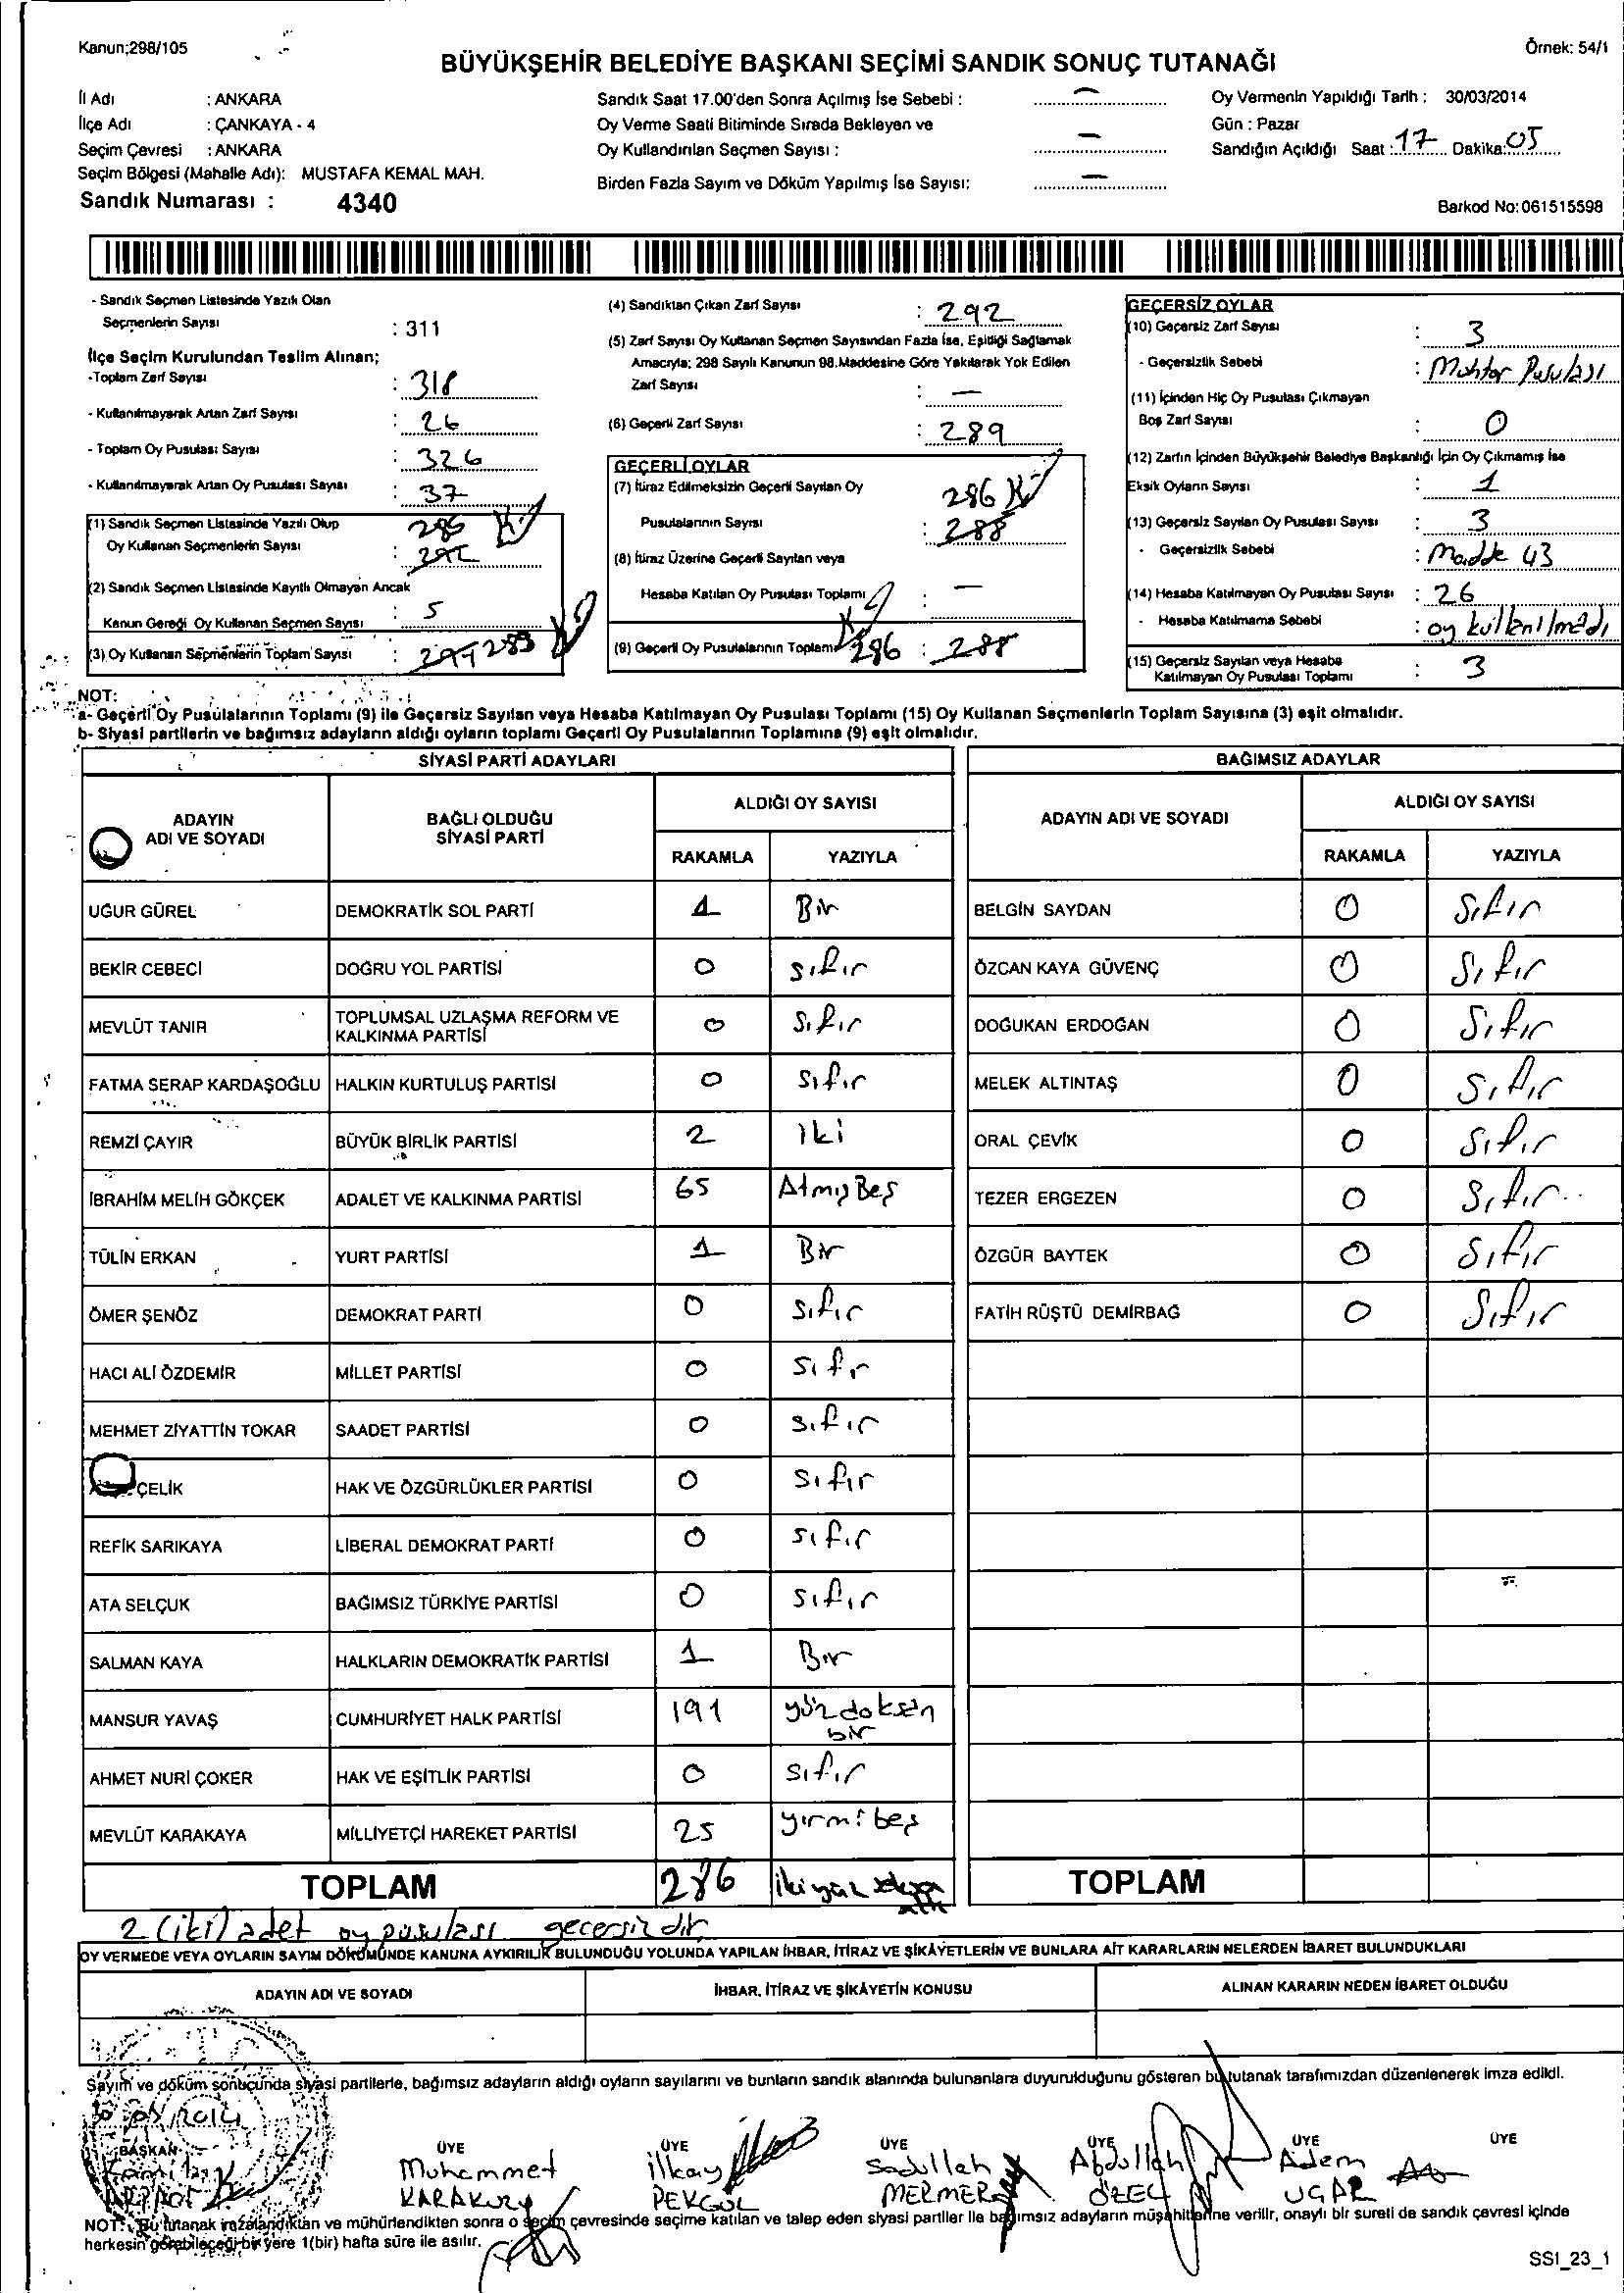 Kanun;298/105
Örnek: 54/1
BÜYÜKŞEHİR BELEDİYE BAŞKANI SEÇİMİ SANDIK SONUÇ TUTANAĞI
İl Adı : ANKARA
İlçe Adı : ÇANKAYA - 4
Seçim Çevresi : ANKARA
Seçim Bölgesi (Mahalle Adı): MUSTAFA KEMAL MAH.
Sandık Numarası : 4340
Sandık Saat 17.00'den Sonra Açılmış İse Sebebi : —
Oy Verme Saati Bitiminde Sırada Bekleyen ve
Oy Kullandırılan Seçmen Sayısı : —
Birden Fazla Sayım ve Döküm Yapılmış İse Sayısı: —
Oy Vermenin Yapıldığı Tarih : 30/03/2014
Gün : Pazar
Sandığın Açıldığı Saat : 17 Dakika: 05
Barkod No:061515598
- Sandık Seçmen Listesinde Yazılı Olan
Seçmenlerin Sayısı : 311
İlçe Seçim Kurulundan Teslim Alınan;
-Toplam Zarf Sayısı : 318
- Kullanılmayarak Artan Zarf Sayısı : 26
- Toplam Oy Pusulası Sayısı : 326
- Kullanılmayarak Artan Oy Pusulası Sayısı : 37
(1) Sandık Seçmen Listesinde Yazılı Olup
Oy Kullanan Seçmenlerin Sayısı :
(2) Sandık Seçmen Listesinde Kayıtlı Olmayan Ancak
Kanun Gereği Oy Kullanan Seçmen Sayısı : 5
(3) Oy Kullanan Seçmenlerin Toplam Sayısı : 289
(4) Sandıktan Çıkan Zarf Sayısı : 292
(5) Zarf Sayısı Oy Kullanan Seçmen Sayısından Fazla İse, Eşitliği Sağlamak
Amacıyla; 298 Sayılı Kanunun 98.Maddesine Göre Yakılarak Yok Edilen
Zarf Sayısı : —
(6) Geçerli Zarf Sayısı : 289
GEÇERLİ OYLAR
(7) İtiraz Edilmeksizin Geçerli Sayılan Oy
Pusulalarının Sayısı : 286 288
(8) İtiraz Üzerine Geçerli Sayılan veya
Hesaba Katılan Oy Pusulası Toplamı : —
(9) Geçerli Oy Pusulalarının Toplamı 286 : 288
GEÇERSİZ OYLAR
(10) Geçersiz Zarf Sayısı : 3
- Geçersizlik Sebebi : Muhtar Pusulası
(11) İçinden Hiç Oy Pusulası Çıkmayan
Boş Zarf Sayısı : 0
(12) Zarfın İçinden Büyükşehir Belediye Başkanlığı İçin Oy Çıkmamış İse
Eksik Oyların Sayısı : 1
(13) Geçersiz Sayılan Oy Pusulası Sayısı : 3
- Geçersizlik Sebebi : Madde 43
(14) Hesaba Katılmayan Oy Pusulası Sayısı : 26
- Hesaba Katılmama Sebebi : oy kullanılmadı
(15) Geçersiz Sayılan veya Hesaba
Katılmayan Oy Pusulası Toplamı : 3
NOT:
a- Geçerli Oy Pusulalarının Toplamı (9) ile Geçersiz Sayılan veya Hesaba Katılmayan Oy Pusulası Toplamı (15) Oy Kullanan Seçmenlerin Toplam Sayısına (3) eşit olmalıdır.
b- Siyasi partilerin ve bağımsız adayların aldığı oyların toplamı Geçerli Oy Pusulalarının Toplamına (9) eşit olmalıdır.
SİYASİ PARTİ ADAYLARI
ADAYIN ADI VE SOYADI
BAĞLI OLDUĞU SİYASİ PARTİ
ALDIĞI OY SAYISI
RAKAMLA YAZIYLA
UĞUR GÜREL DEMOKRATİK SOL PARTİ 1 Bir
BEKİR CEBECİ DOĞRU YOL PARTİSİ 0 sıfır
MEVLÜT TANIR TOPLUMSAL UZLAŞMA REFORM VE KALKINMA PARTİSİ 0 sıfır
FATMA SERAP KARDAŞOĞLU HALKIN KURTULUŞ PARTİSİ 0 sıfır
REMZİ ÇAYIR BÜYÜK BİRLİK PARTİSİ 2 iki
İBRAHİM MELİH GÖKÇEK ADALET VE KALKINMA PARTİSİ 65 AtmışBeş
TÜLİN ERKAN YURT PARTİSİ 1 Bir
ÖMER ŞENÖZ DEMOKRAT PARTİ 0 sıfır
HACI ALİ ÖZDEMİR MİLLET PARTİSİ 0 sıfr
MEHMET ZİYATTİN TOKAR SAADET PARTİSİ 0 sıfır
ÇELİK HAK VE ÖZGÜRLÜKLER PARTİSİ 0 sıfır
REFİK SARIKAYA LİBERAL DEMOKRAT PARTİ 0 sıfır
ATA SELÇUK BAĞIMSIZ TÜRKİYE PARTİSİ 0 sıfır
SALMAN KAYA HALKLARIN DEMOKRATİK PARTİSİ 1 Bir
MANSUR YAVAŞ CUMHURİYET HALK PARTİSİ 191 yüzdoksan bir
AHMET NURİ ÇOKER HAK VE EŞİTLİK PARTİSİ 0 sıfır
MEVLÜT KARAKAYA MİLLİYETÇİ HAREKET PARTİSİ 25 yirmibeş
TOPLAM 286 ikiyüz
BAĞIMSIZ ADAYLAR
ADAYIN ADI VE SOYADI
ALDIĞI OY SAYISI
RAKAMLA YAZIYLA
BELGİN SAYDAN 0 Sıfır
ÖZCAN KAYA GÜVENÇ 0 Sıfır
DOĞUKAN ERDOĞAN 0 Sıfır
MELEK ALTINTAŞ 0 Sıfır
ORAL ÇEVİK 0 Sıfır
TEZER ERGEZEN 0 Sıfır
ÖZGÜR BAYTEK 0 Sıfır
FATİH RÜŞTÜ DEMİRBAĞ 0 Sıfır
TOPLAM
2 (iki) adet oy pusulası geçersizdir
OY VERMEDE VEYA OYLARIN SAYIM DÖKÜMÜNDE KANUNA AYKIRILIK BULUNDUĞU YOLUNDA YAPILAN İHBAR, İTİRAZ VE ŞİKÂYETLERİN VE BUNLARA AİT KARARLARIN NELERDEN İBARET BULUNDUKLARI
ADAYIN ADI VE SOYADI
İHBAR, İTİRAZ VE ŞİKÂYETİN KONUSU
ALINAN KARARIN NEDEN İBARET OLDUĞU
Sayım ve döküm sonucunda siyasi partilerle, bağımsız adayların aldığı oyların sayılarını ve bunların sandık alanında bulunanlara duyurulduğunu gösteren bu tutanak tarafımızdan düzenlenerek imza edildi.
BAŞKAN ÜYE ÜYE ÜYE ÜYE ÜYE ÜYE
Muhammet İlkay Sadullah Abdullah Adem
KARAKUZY PEKGÖL MERMER ÖZEL UÇAR
NOT: Bu tutanak imzalandıktan ve mühürlendikten sonra o seçim çevresinde seçime katılan ve talep eden siyasi partiler ile bağımsız adayların müşahitlerine verilir, onaylı bir sureti de sandık çevresi içinde
herkesin görebileceği bir yere 1(bir) hafta süre ile asılır.
SSI_23_1